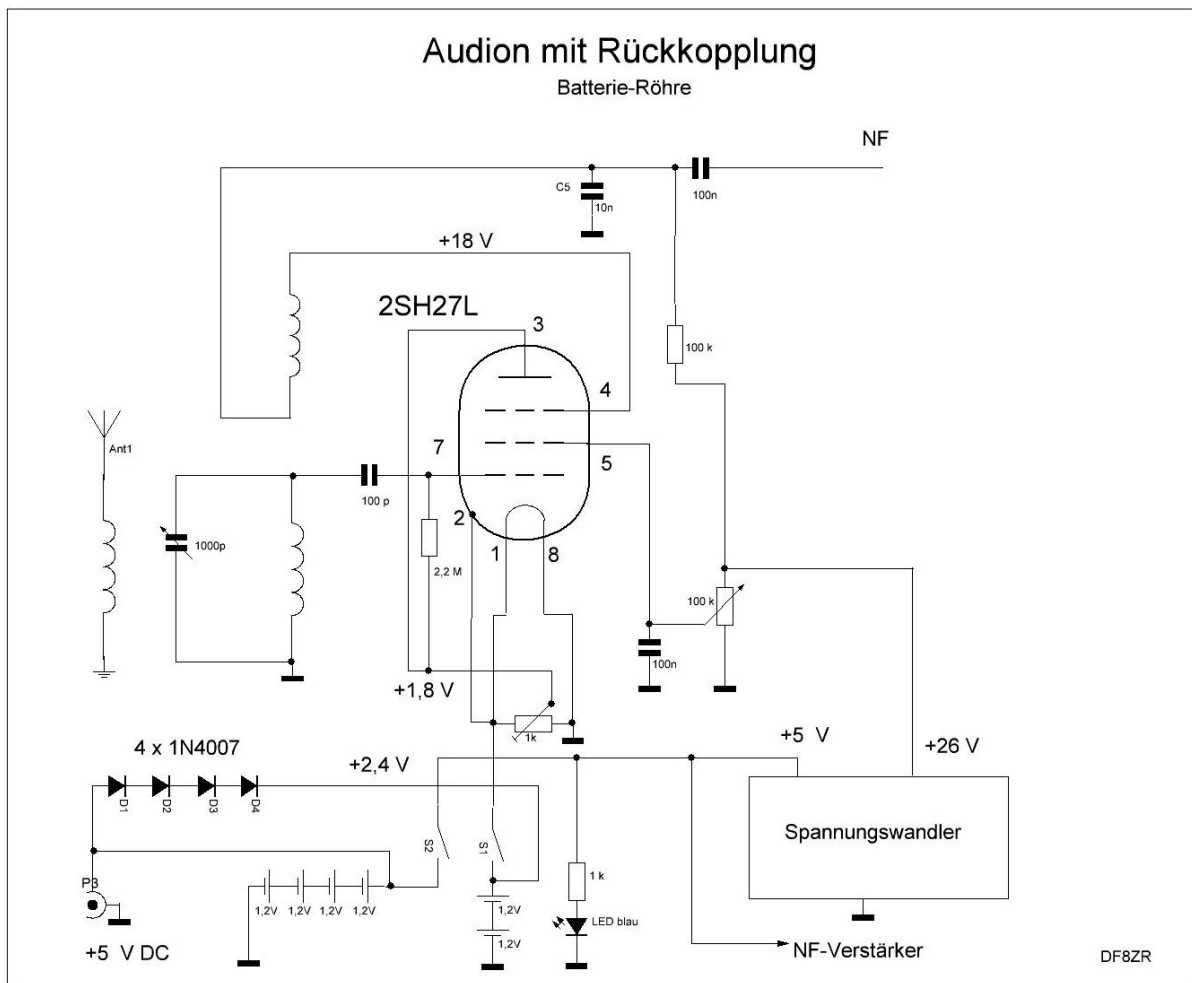 Audion mit Rückkopplung
Batterie-Röhre
NF
C5
10n
100n
+18 V
2SH27L
3
100 k
4
Ant1
7
5
100 p
2
1000p
1
8
2,2 M
100 k
100n
+1,8 V
1k
+5 V
+26 V
4 x 1N4007
+2,4 V
D1
D2
D3
D4
Spannungswandler
S2
S1
P3
1 k
1,2V
1,2V
1,2V
1,2V
1,2V
LED blau
1,2V
+5 V DC
NF-Verstärker
DF8ZR